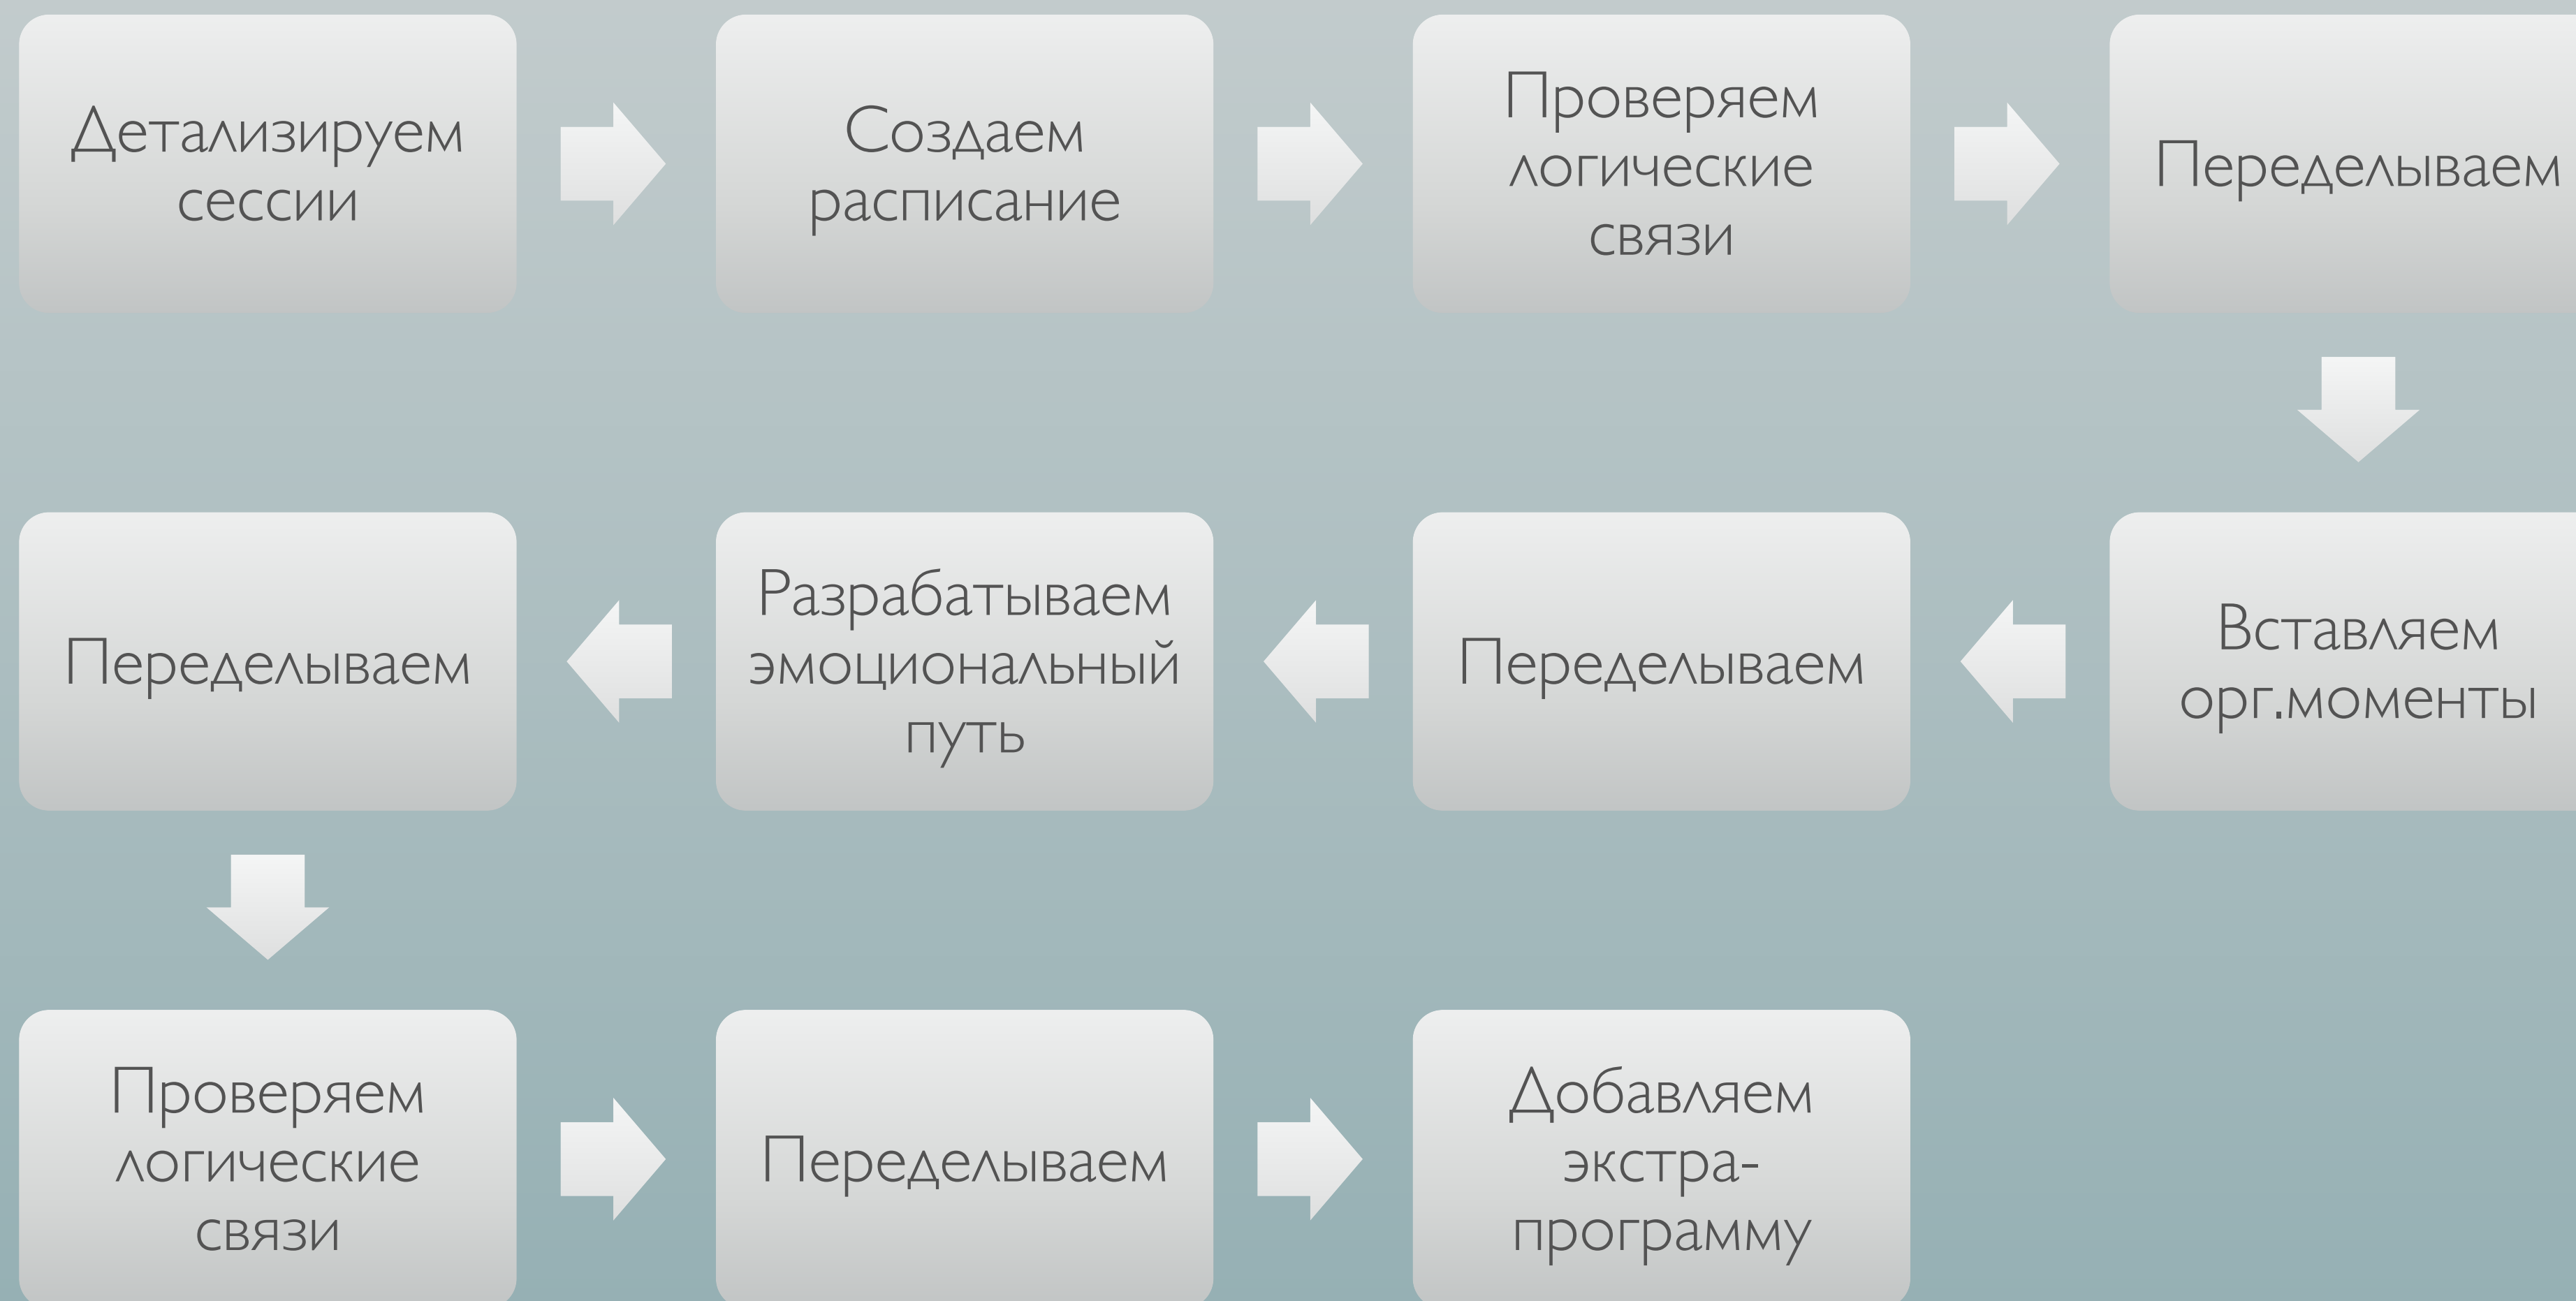 Детализируем
сессии
Создаем
расписание
Проверяем
логические
связи
Переделываем
Вставляем
орг.моменты
Переделываем
Разрабатываем
эмоциональный
путь
Переделываем
Проверяем
логические
связи
Переделываем
Добавляем
экстра-
программу